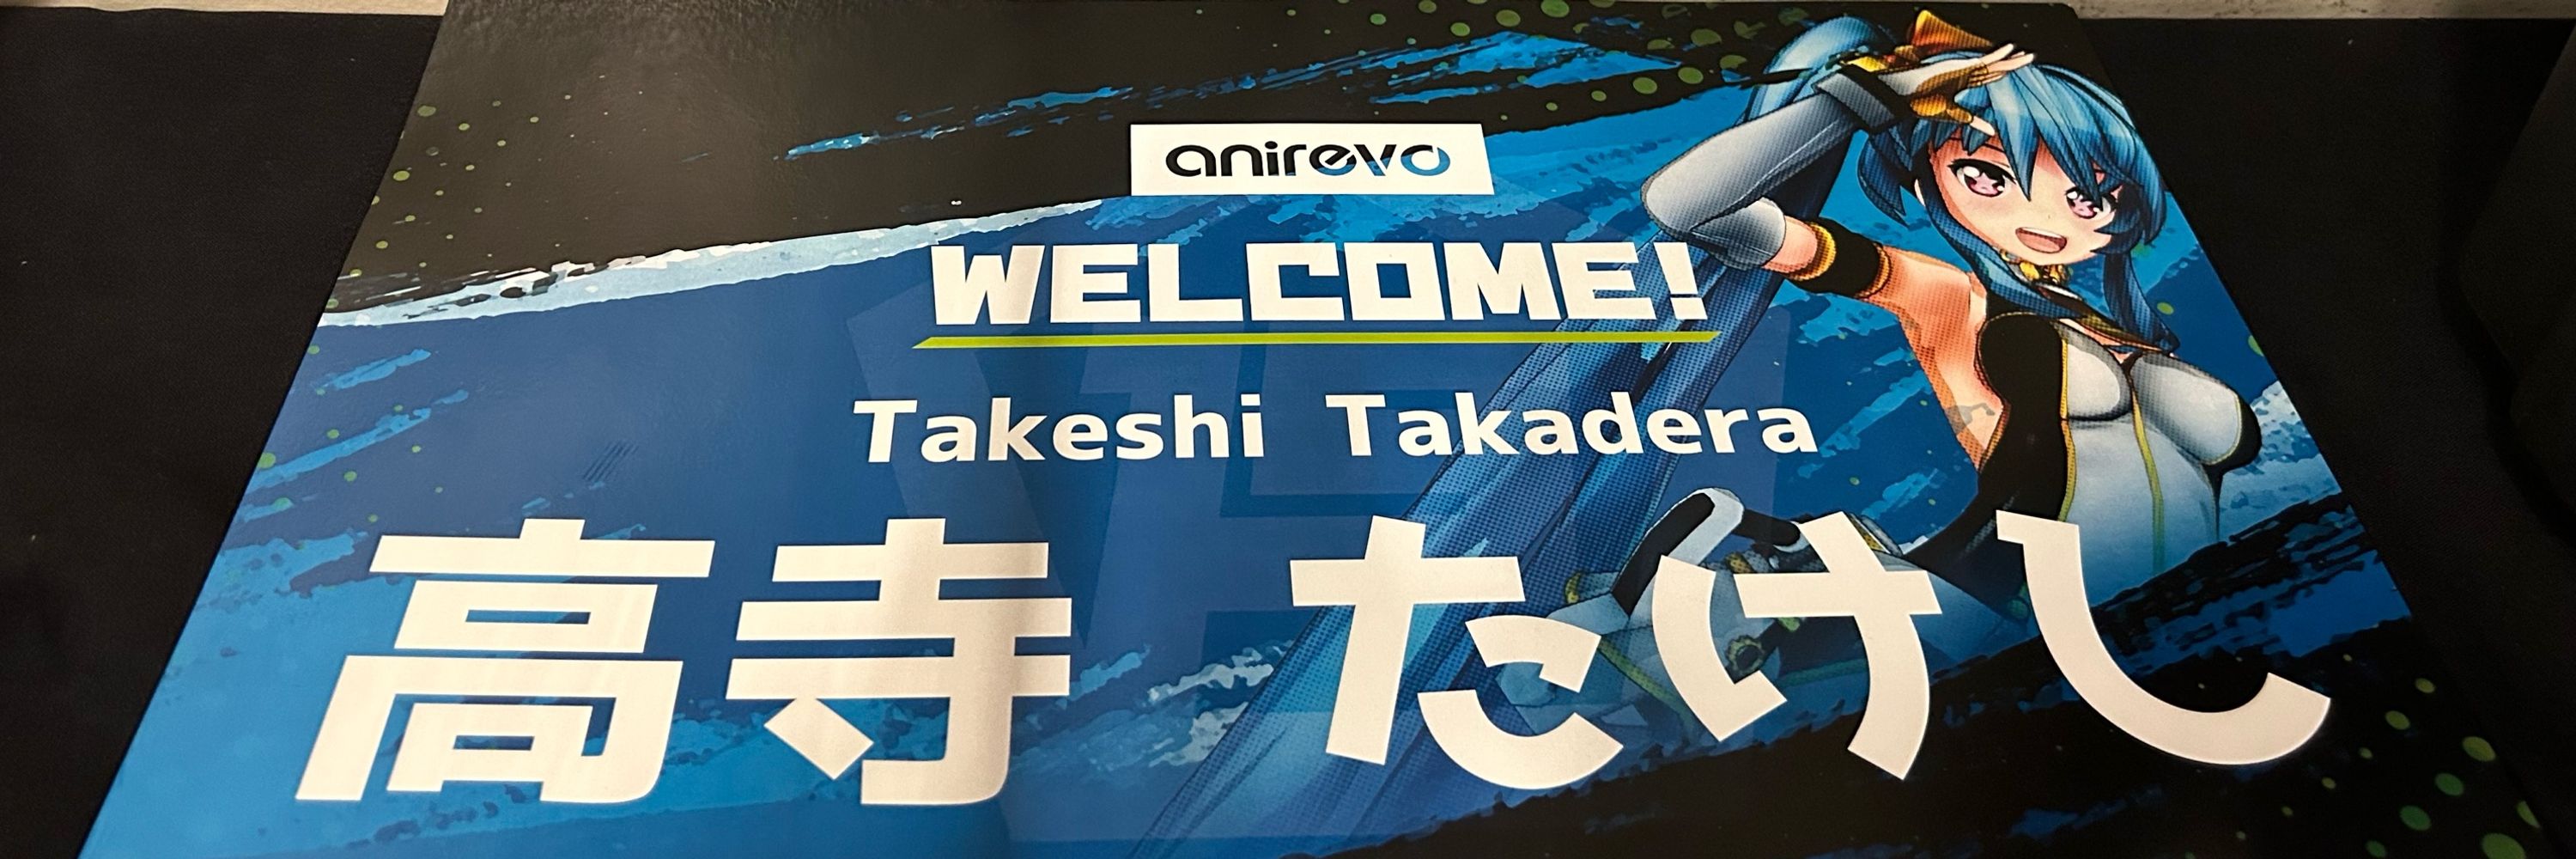 anirevo
WELCOME!
Takeshi Takadera
高寺 たけし